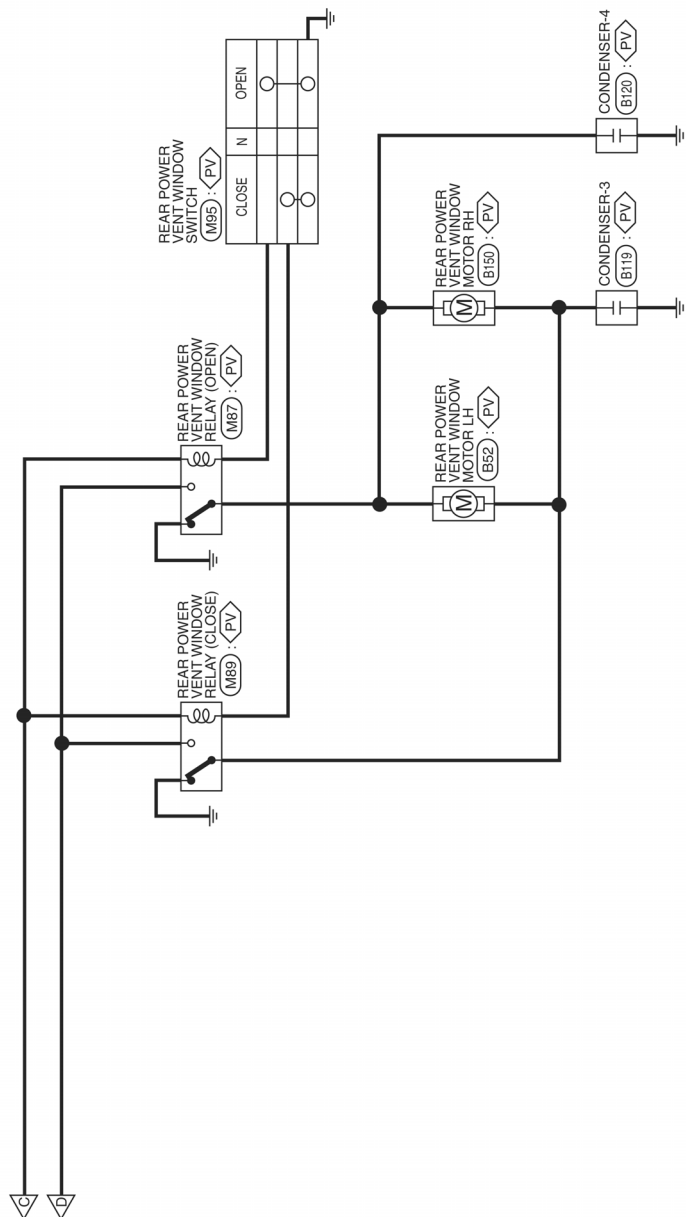 C
D
REAR POWER
VENT WINDOW
RELAY (CLOSE)
M89 : PV
REAR POWER
VENT WINDOW
RELAY (OPEN)
M87 : PV
REAR POWER
VENT WINDOW
SWITCH
M95 : PV
CLOSE N OPEN
REAR POWER
VENT WINDOW
MOTOR LH
B52 : PV
M
REAR POWER
VENT WINDOW
MOTOR RH
B150 : PV
M
CONDENSER-3
B119 : PV
CONDENSER-4
B120 : PV